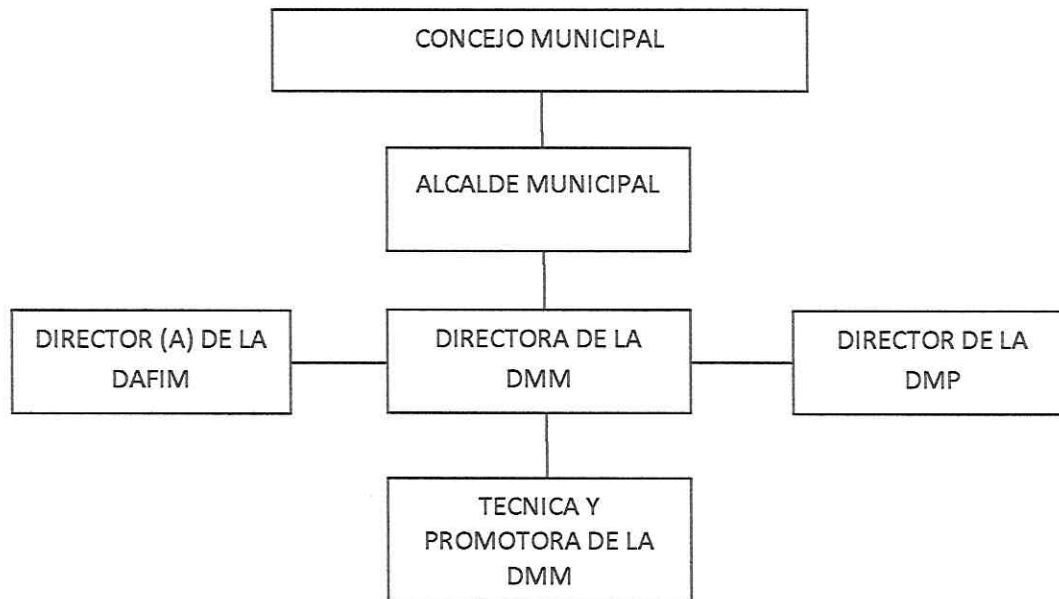 CONCEJO MUNICIPAL
ALCALDE MUNICIPAL
DIRECTOR (A) DE LA
DAFIM
DIRECTORA DE LA
DMM
DIRECTOR DE LA
DMP
TECNICA Y
PROMOTORA DE LA
DMM